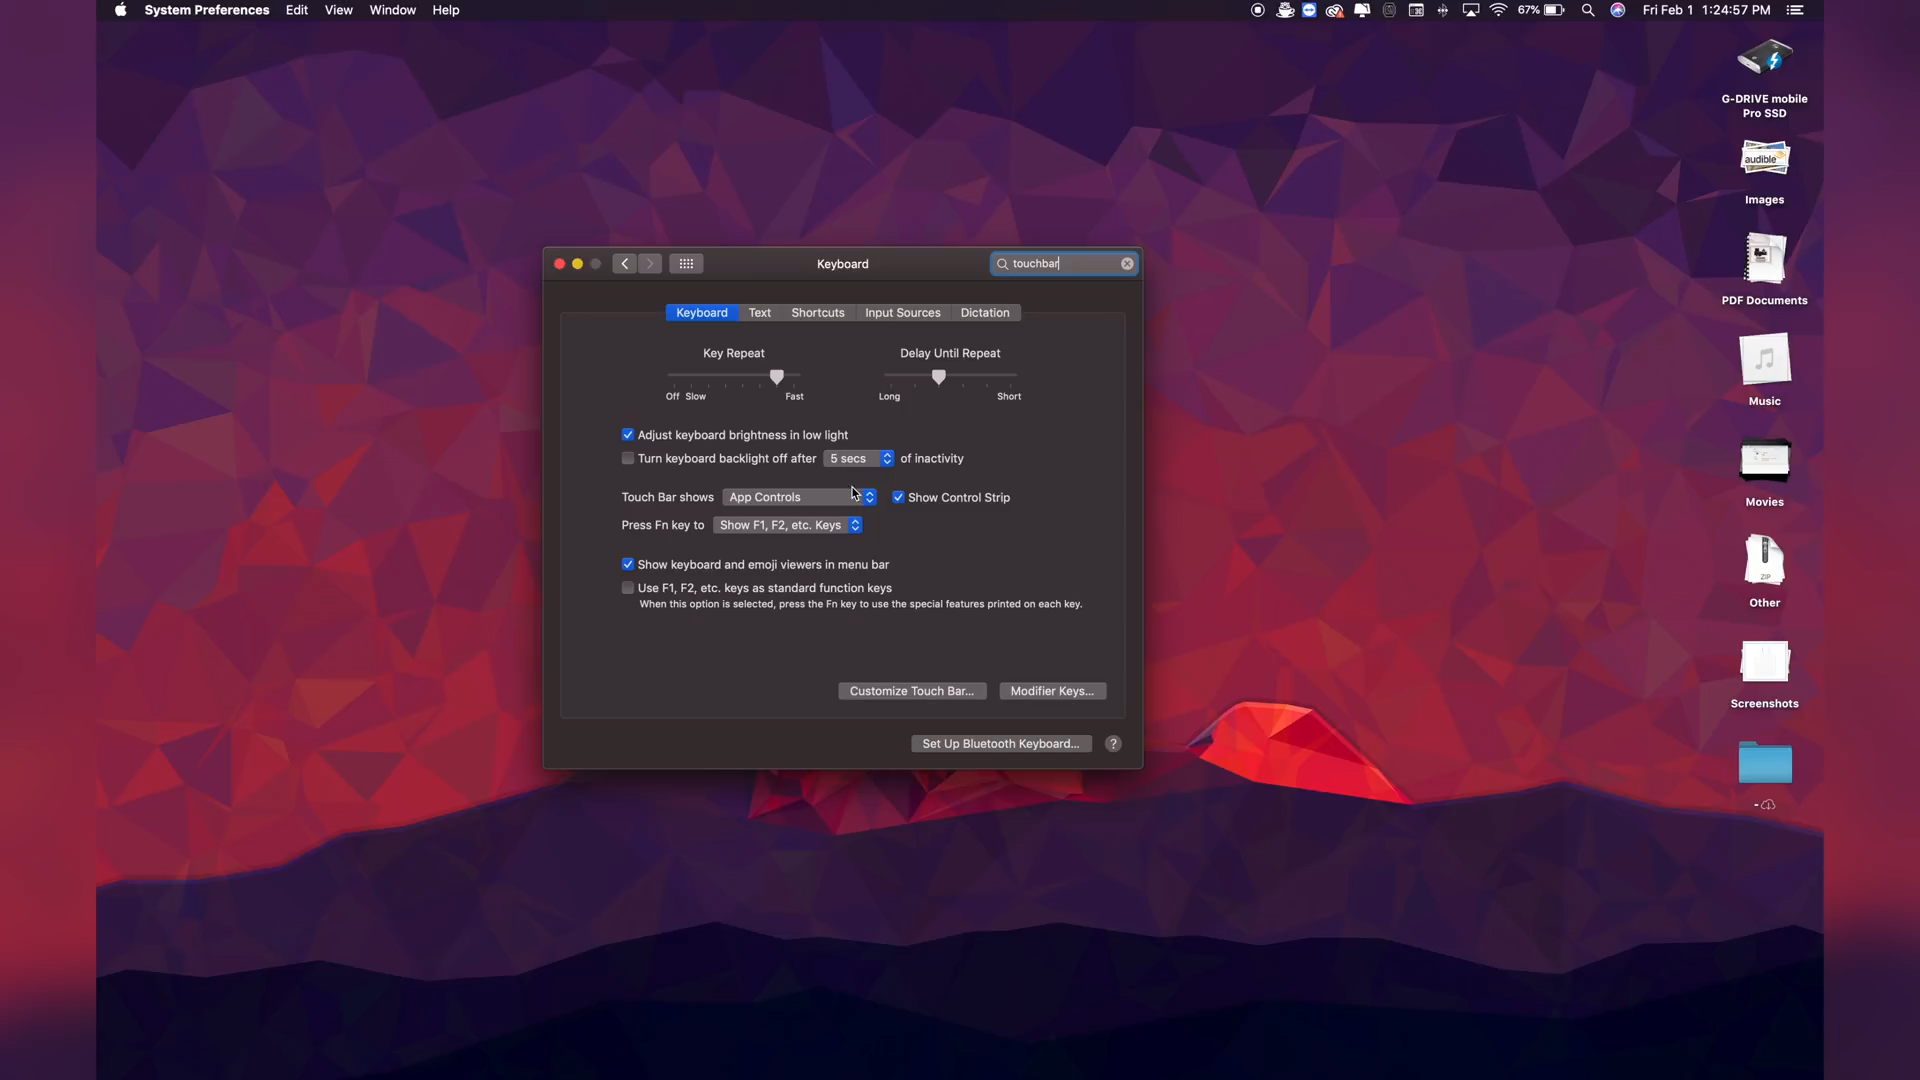 System Preferences Edit View Window Help 67% Fri Feb 1 1:24:57 PM
G-DRIVE mobile
Pro SSD
audible
Images
PDF Documents
Music
Movies
ZIP
Other
Screenshots
-
Keyboard touchbar
Keyboard Text Shortcuts Input Sources Dictation
Key Repeat Delay Until Repeat
Off Slow Fast Long Short
Adjust keyboard brightness in low light
Turn keyboard backlight off after 5 secs of inactivity
Touch Bar shows App Controls Show Control Strip
Press Fn key to Show F1, F2, etc. Keys
Show keyboard and emoji viewers in menu bar
Use F1, F2, etc. keys as standard function keys
When this option is selected, press the Fn key to use the special features printed on each key.
Customize Touch Bar... Modifier Keys...
Set Up Bluetooth Keyboard... ?